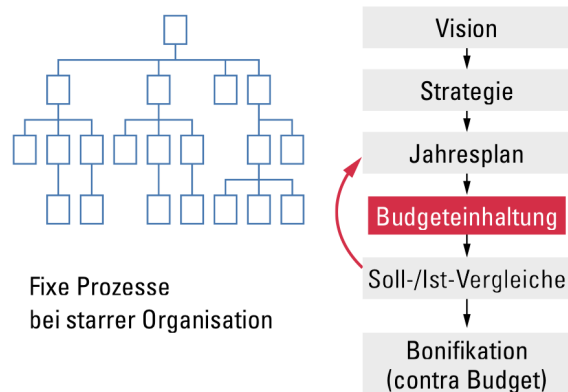 Vision
Strategie
Jahresplan
Budgeteinhaltung
Soll-/Ist-Vergleiche
Bonifikation
(contra Budget)
Fixe Prozesse
bei starrer Organisation